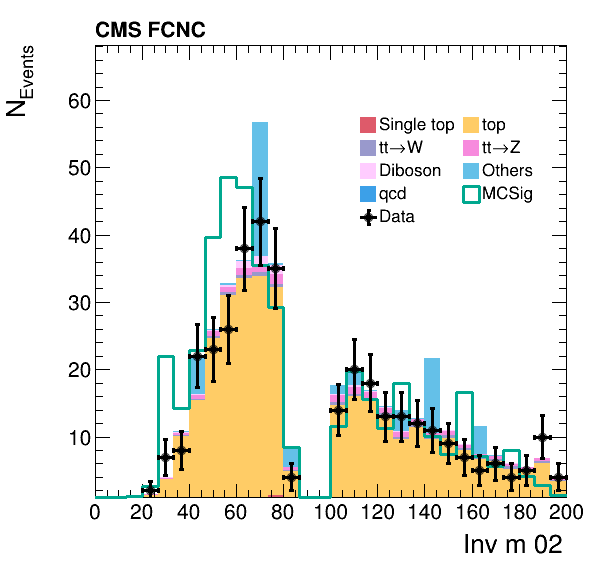 CMS FCNC
N_Events
60
50
40
30
20
10
Single top
top
tt→W
tt→Z
Diboson
Others
qcd
MCSig
Data
0 20 40 60 80 100 120 140 160 180 200
Inv m 02